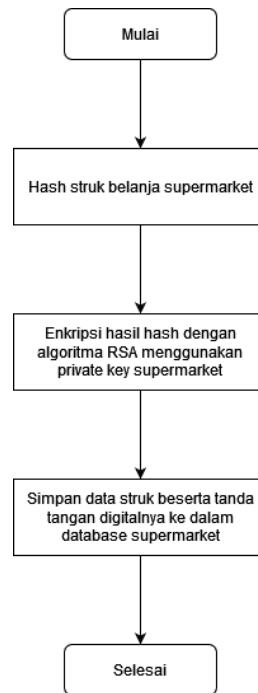 Mulai
Hash struk belanja supermarket
Enkripsi hasil hash dengan
algoritma RSA menggunakan
private key supermarket
Simpan data struk beserta tanda
tangan digitalnya ke dalam
database supermarket
Selesai